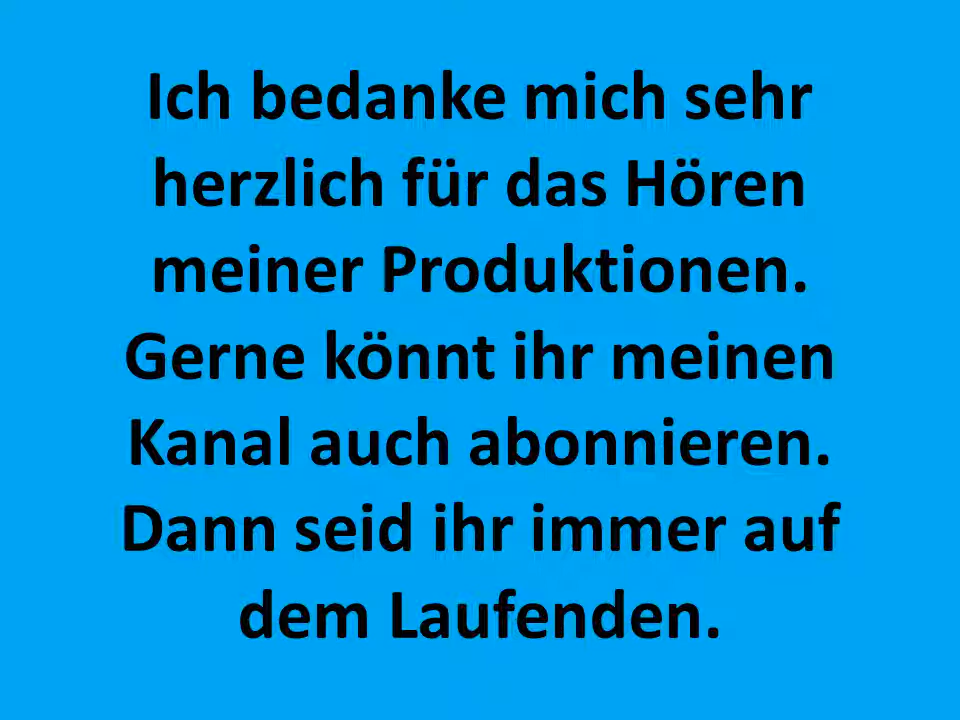 Ich bedanke mich sehr
herzlich für das Hören
meiner Produktionen.
Gerne könnt ihr meinen
Kanal auch abonnieren.
Dann seid ihr immer auf
dem Laufenden.